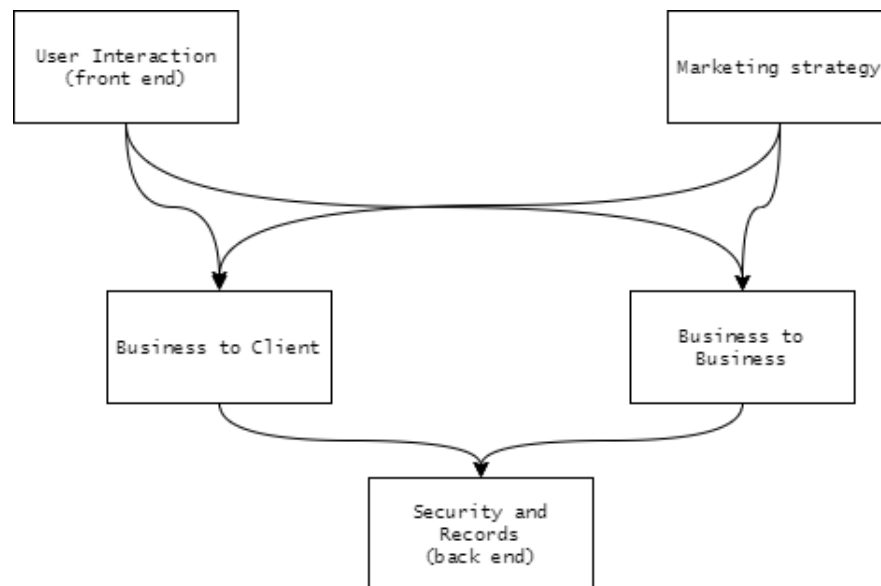 User Interaction
(front end)
Marketing strategy
Business to Client
Business to
Business
Security and
Records
(back end)